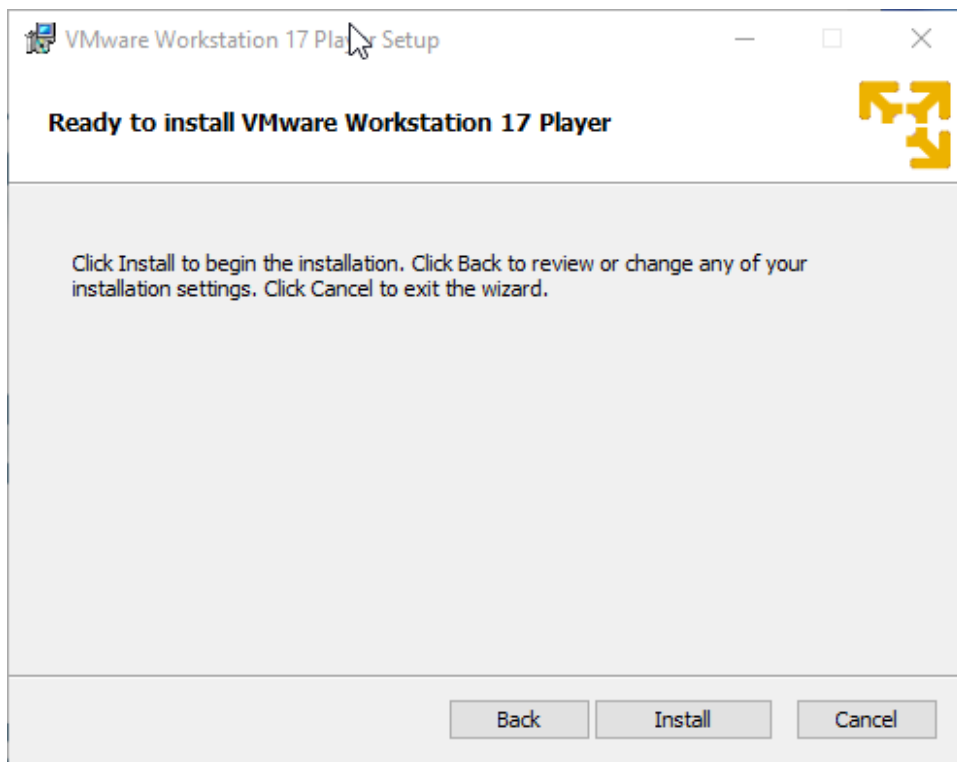 VMware Workstation 17 Player Setup
Ready to install VMware Workstation 17 Player
Click Install to begin the installation. Click Back to review or change any of your
installation settings. Click Cancel to exit the wizard.
Back
Install
Cancel